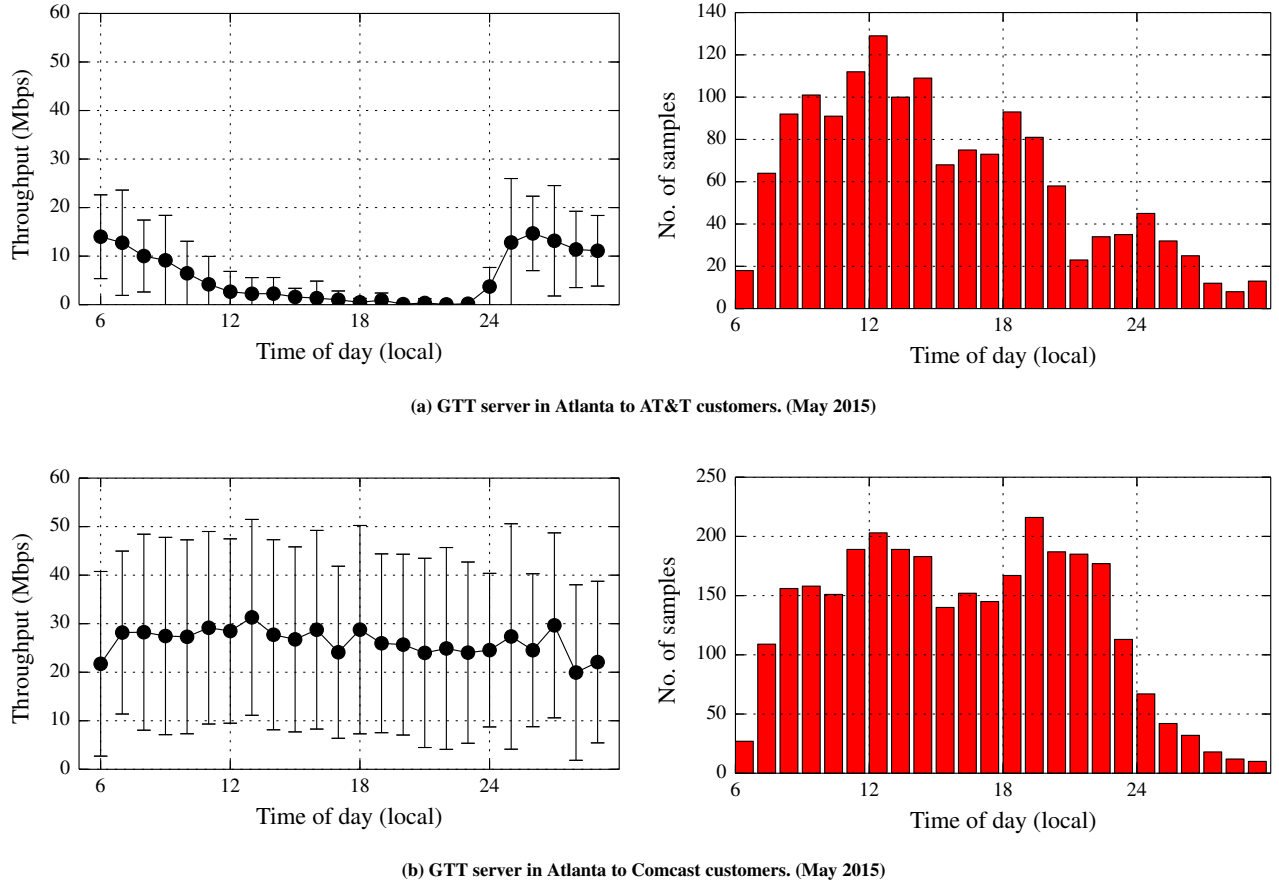 60
50
40
30
20
10
0
6 12 18 24
Throughput (Mbps)
Time of day (local)
140
120
100
80
60
40
20
0
6 12 18 24
No. of samples
Time of day (local)
(a) GTT server in Atlanta to AT&T customers. (May 2015)
60
50
40
30
20
10
0
6 12 18 24
Throughput (Mbps)
Time of day (local)
250
200
150
100
50
0
6 12 18 24
No. of samples
Time of day (local)
(b) GTT server in Atlanta to Comcast customers. (May 2015)